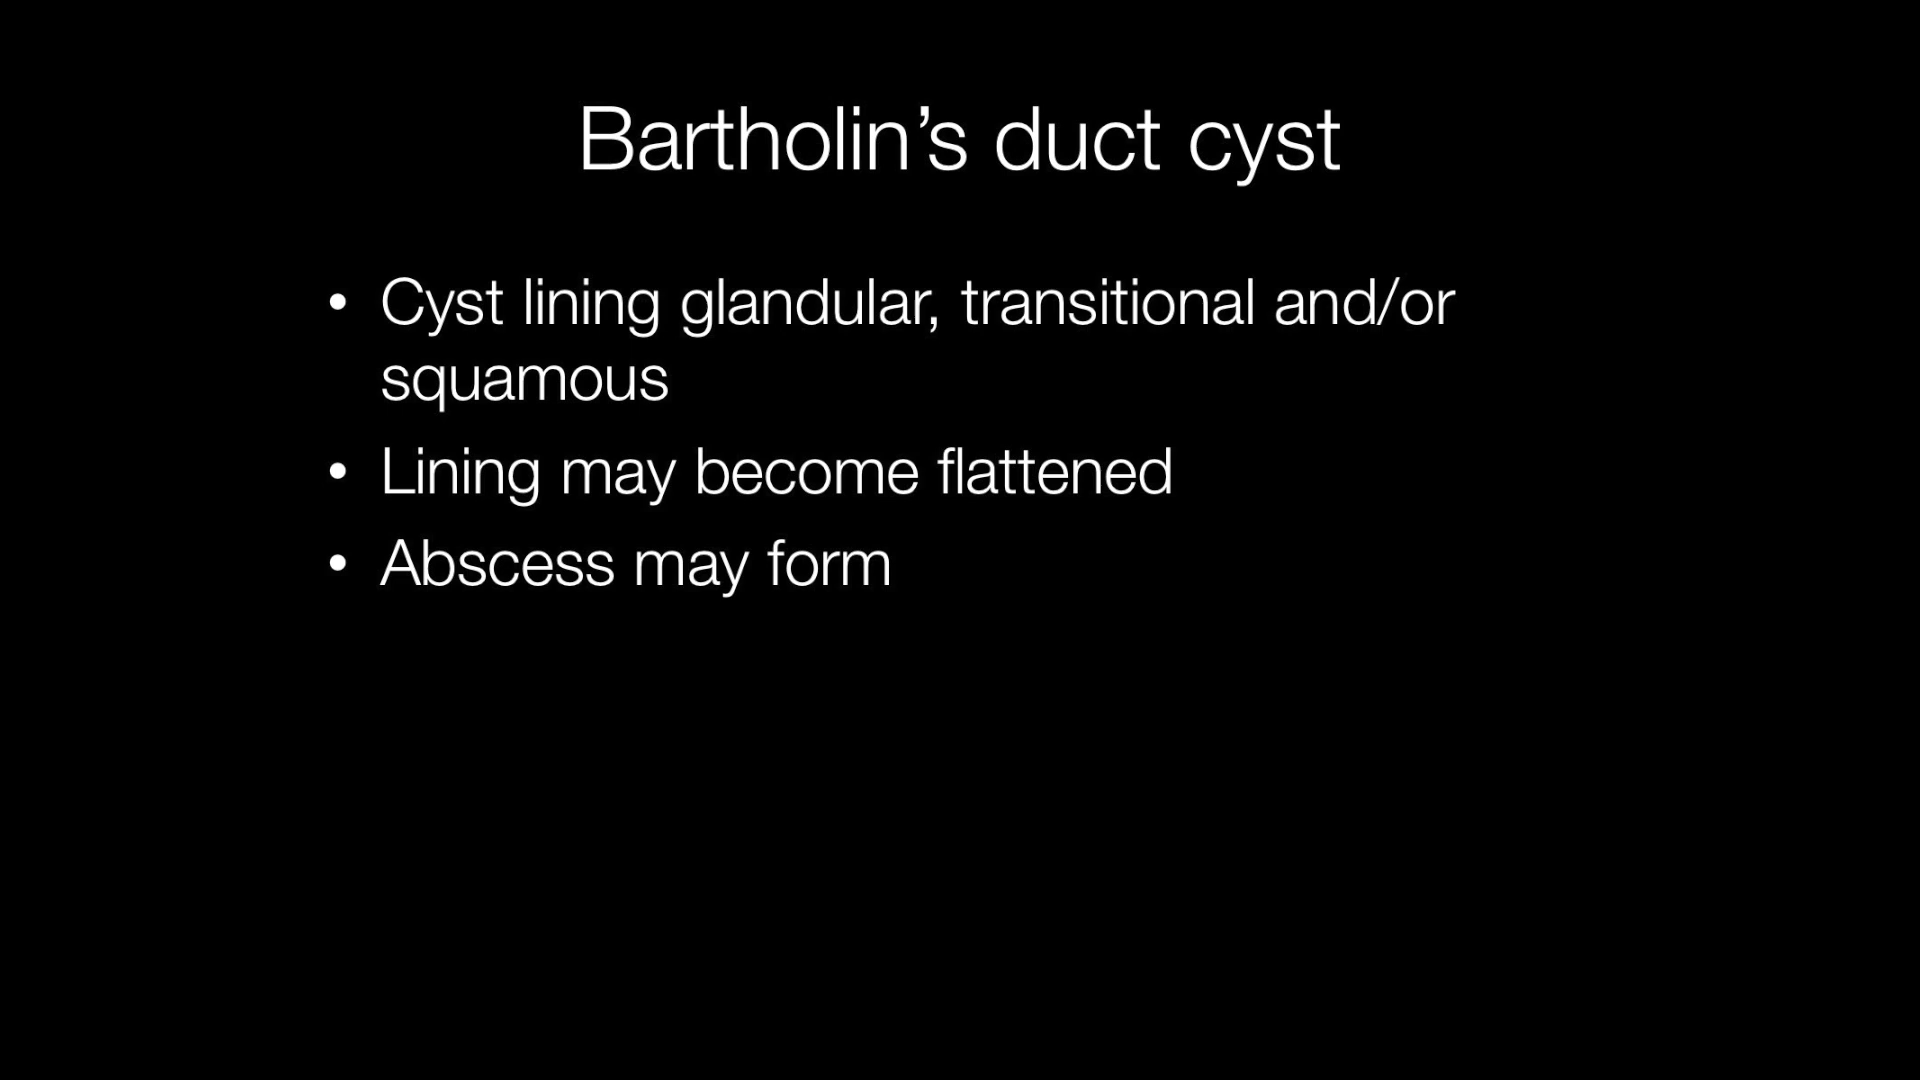 Bartholin’s duct cyst
• Cyst lining glandular, transitional and/or
squamous
• Lining may become flattened
• Abscess may form